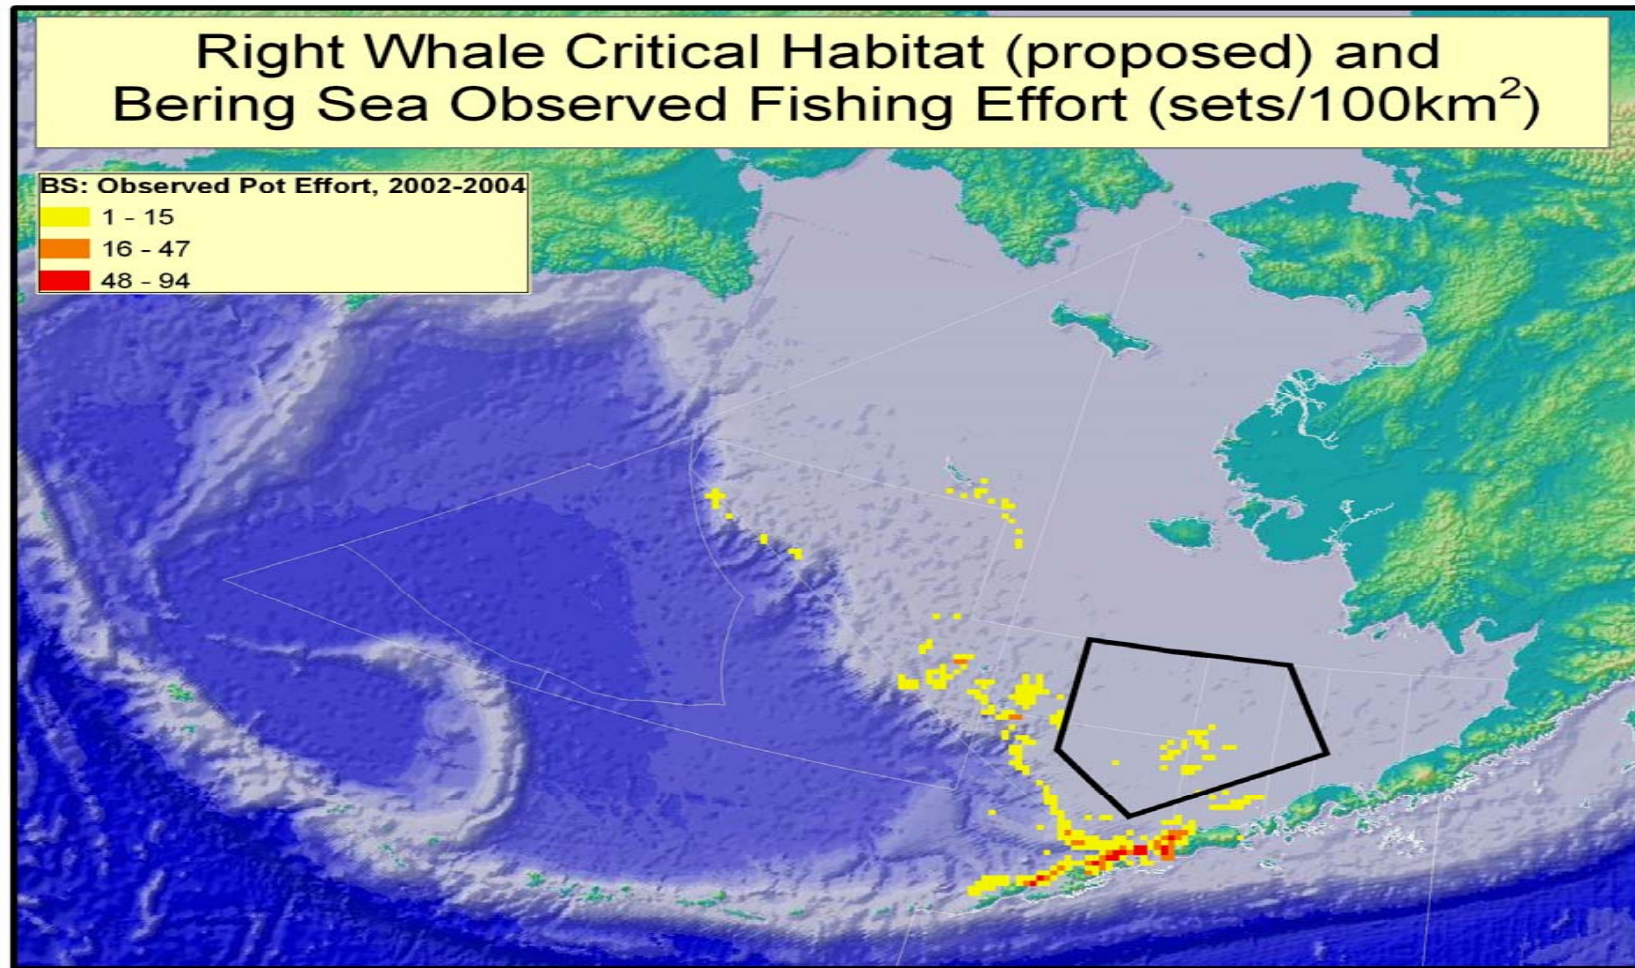 Right Whale Critical Habitat (proposed) and
Bering Sea Observed Fishing Effort (sets/100km²)
BS: Observed Pot Effort, 2002-2004
1 - 15
16 - 47
48 - 94